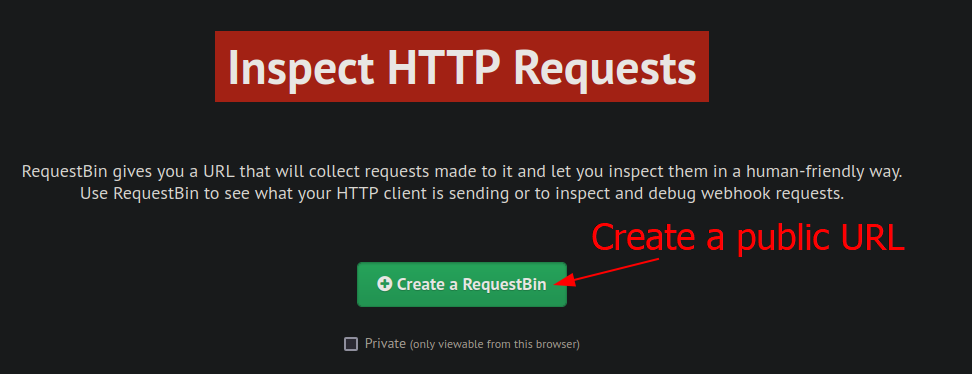 Inspect HTTP Requests
RequestBin gives you a URL that will collect requests made to it and let you inspect them in a human-friendly way.
Use RequestBin to see what your HTTP client is sending or to inspect and debug webhook requests.
Create a public URL
Create a RequestBin
Private (only viewable from this browser)